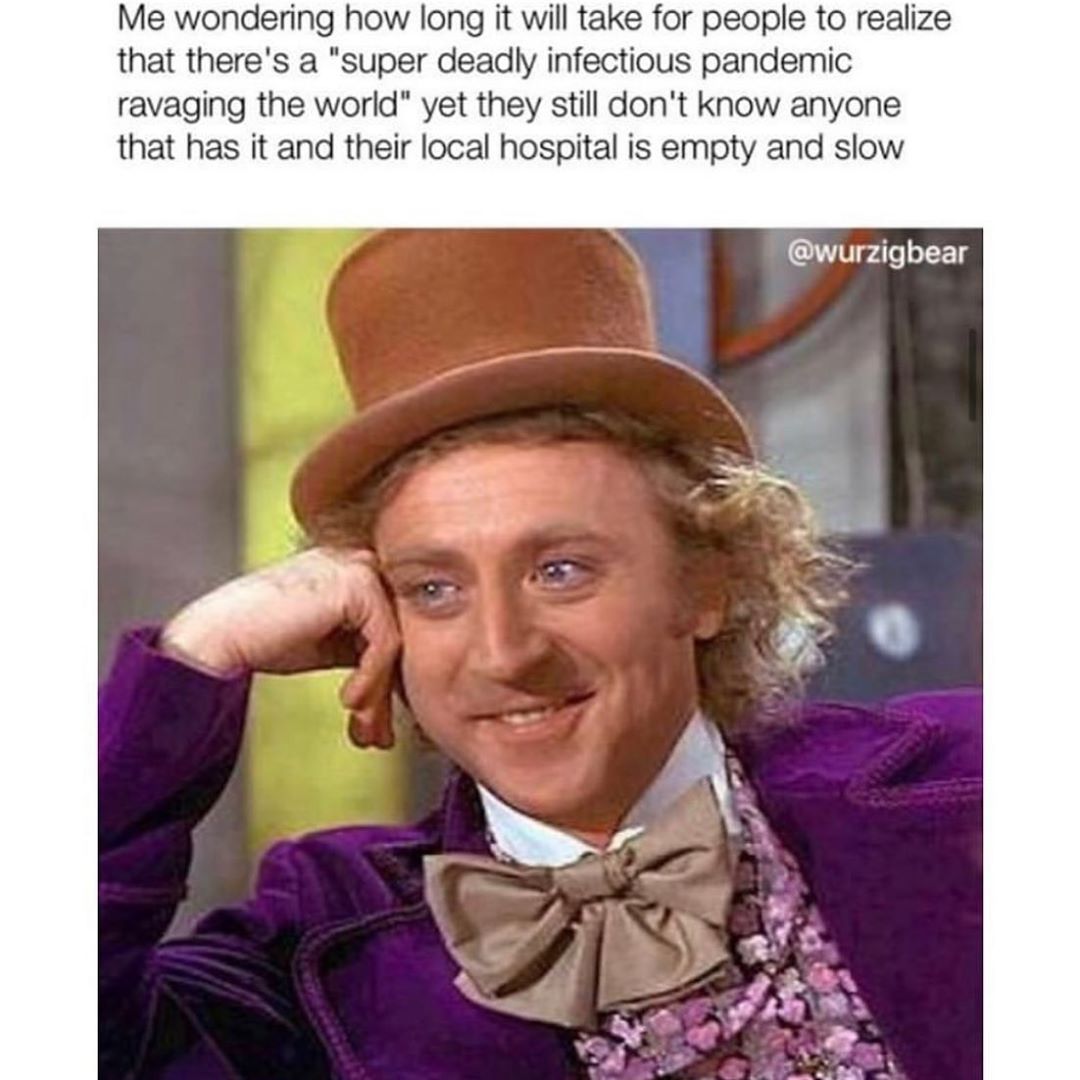 Me wondering how long it will take for people to realize
that there's a "super deadly infectious pandemic
ravaging the world" yet they still don't know anyone
that has it and their local hospital is empty and slow
@wurzigbear